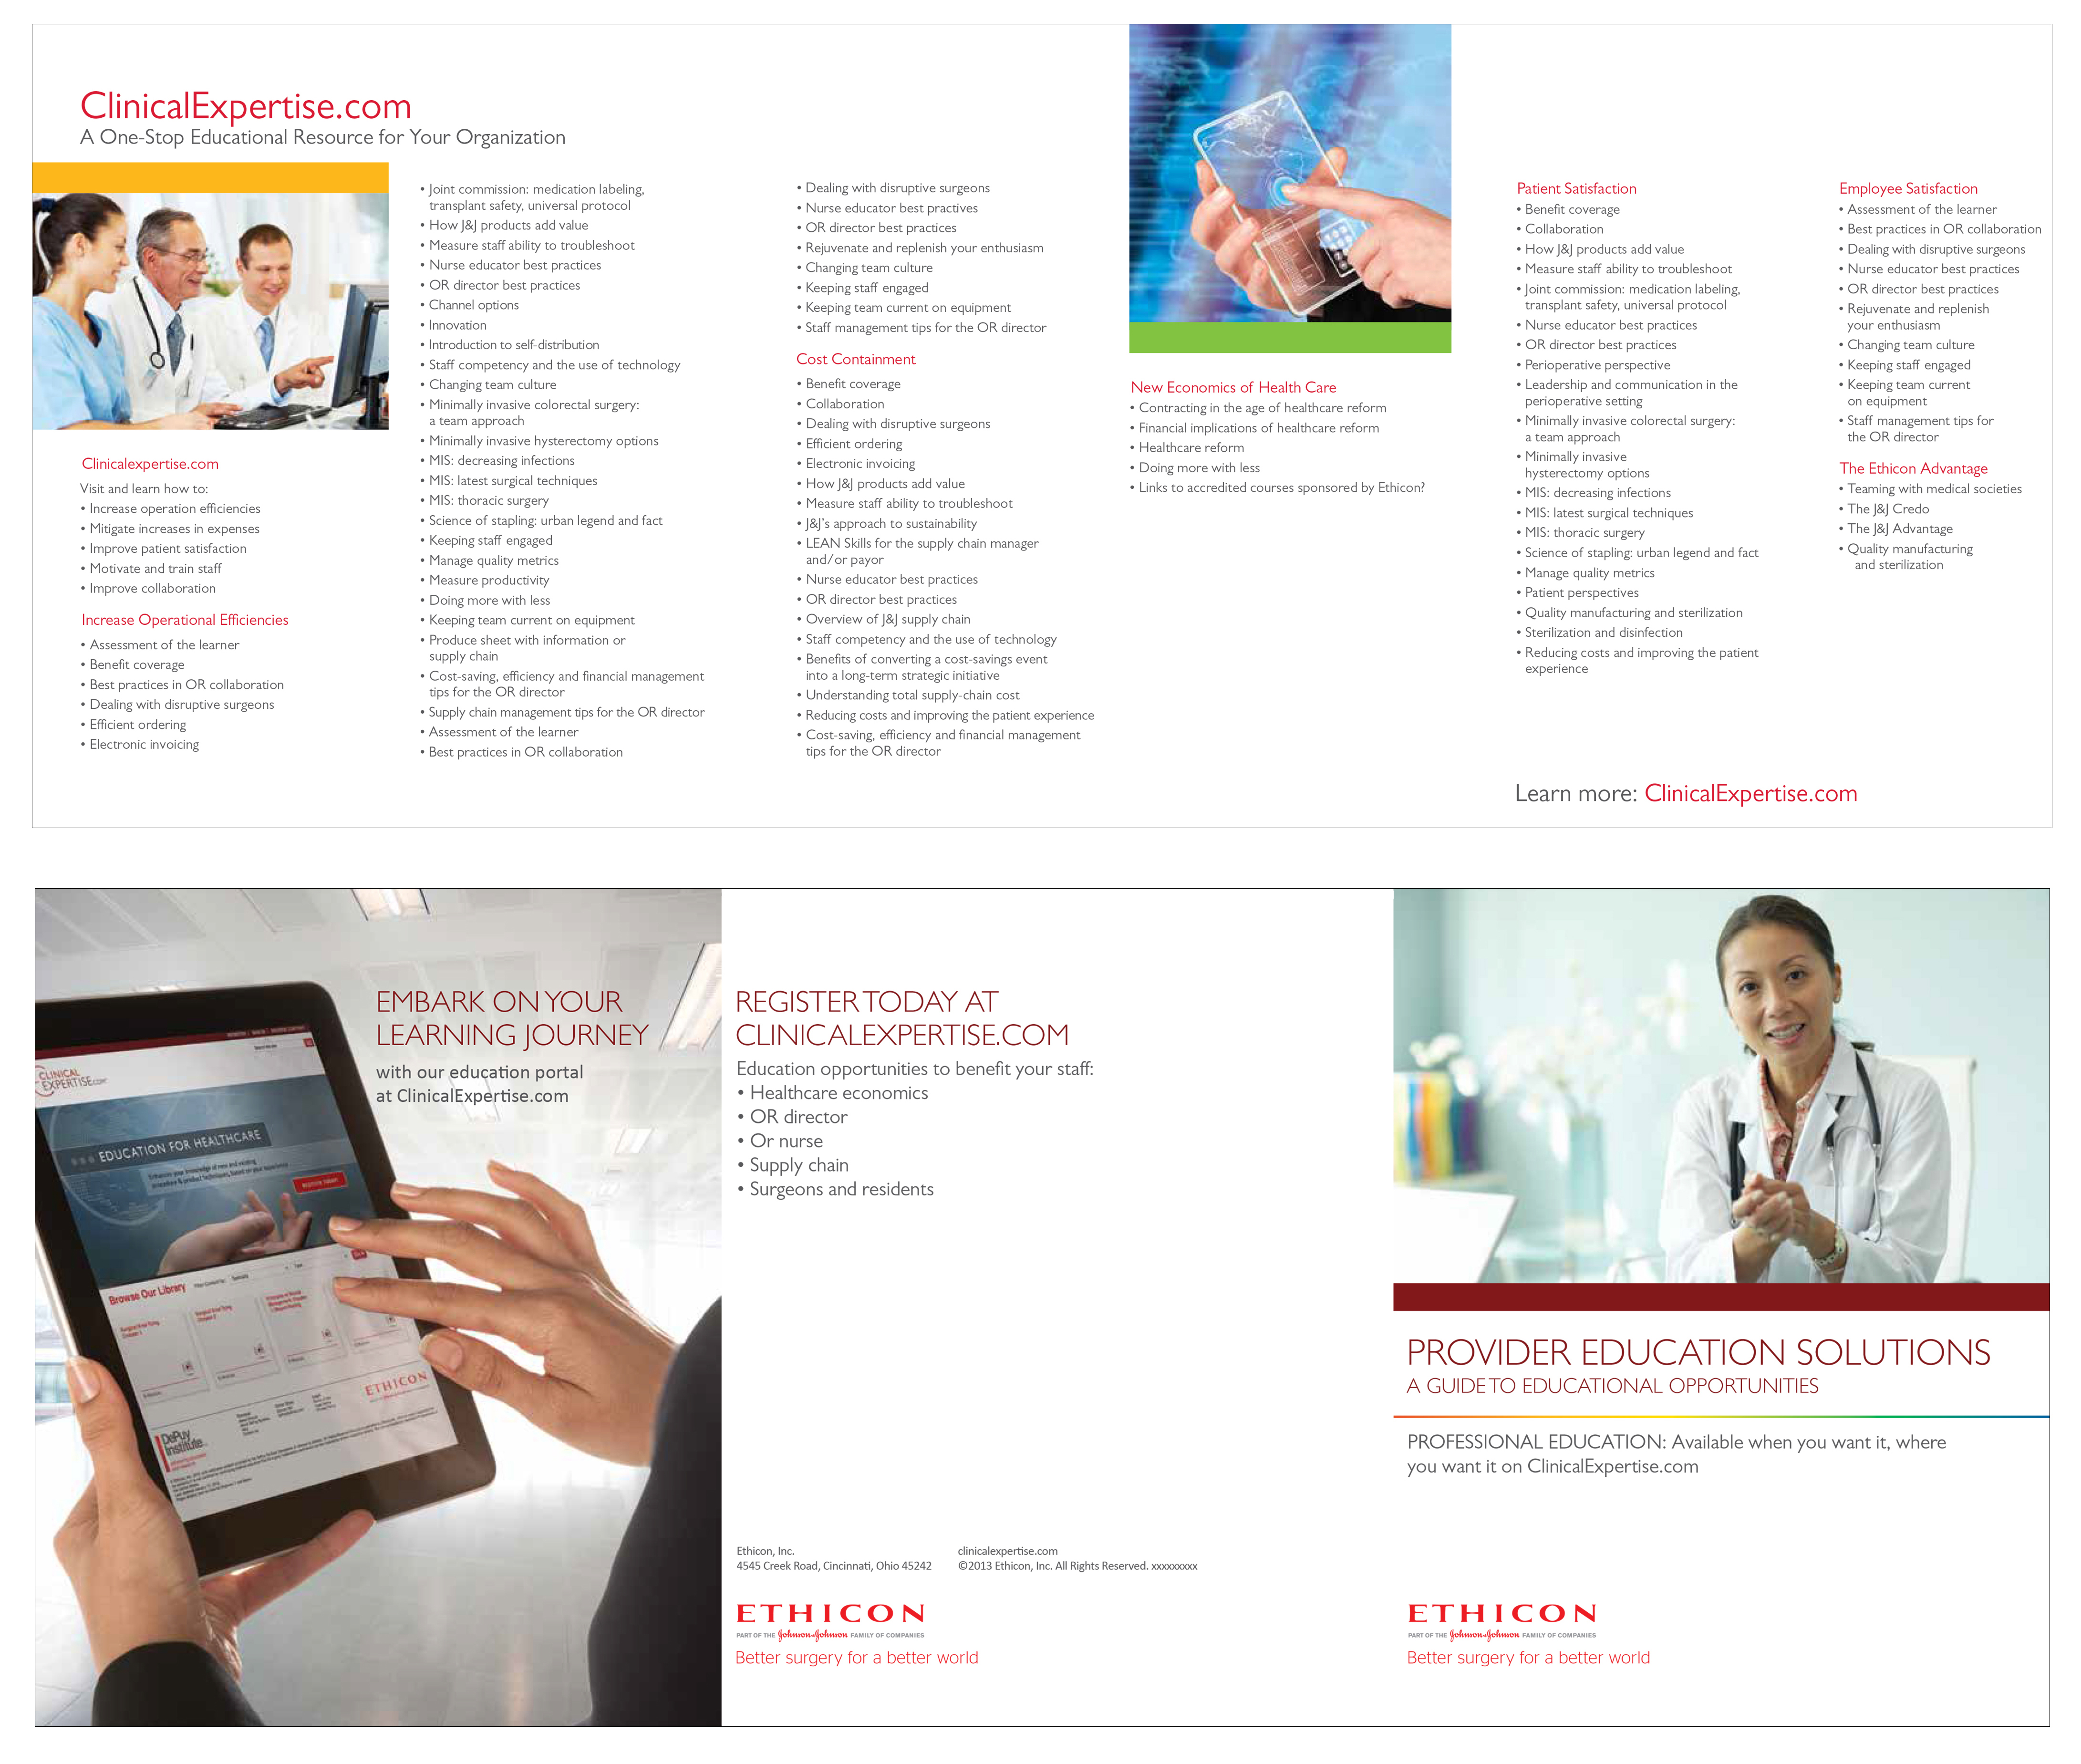 ClinicalExpertise.com
A One-Stop Educational Resource for Your Organization
Clinicalexpertise.com
Visit and learn how to:
• Increase operation efficiencies
• Mitigate increases in expenses
• Improve patient satisfaction
• Motivate and train staff
• Improve collaboration
Increase Operational Efficiencies
• Assessment of the learner
• Benefit coverage
• Best practices in OR collaboration
• Dealing with disruptive surgeons
• Efficient ordering
• Electronic invoicing
• Joint commission: medication labeling,
transplant safety, universal protocol
• How J&J products add value
• Measure staff ability to troubleshoot
• Nurse educator best practices
• OR director best practices
• Channel options
• Innovation
• Introduction to self-distribution
• Staff competency and the use of technology
• Changing team culture
• Minimally invasive colorectal surgery:
a team approach
• Minimally invasive hysterectomy options
• MIS: decreasing infections
• MIS: latest surgical techniques
• MIS: thoracic surgery
• Science of stapling: urban legend and fact
• Keeping staff engaged
• Manage quality metrics
• Measure productivity
• Doing more with less
• Keeping team current on equipment
• Produce sheet with information or
supply chain
• Cost-saving, efficiency and financial management
tips for the OR director
• Supply chain management tips for the OR director
• Assessment of the learner
• Best practices in OR collaboration
• Dealing with disruptive surgeons
• Nurse educator best practives
• OR director best practices
• Rejuvenate and replenish your enthusiasm
• Changing team culture
• Keeping staff engaged
• Keeping team current on equipment
• Staff management tips for the OR director
Cost Containment
• Benefit coverage
• Collaboration
• Dealing with disruptive surgeons
• Efficient ordering
• Electronic invoicing
• How J&J products add value
• Measure staff ability to troubleshoot
• J&J's approach to sustainability
• LEAN Skills for the supply chain manager
and/or payor
• Nurse educator best practices
• OR director best practices
• Overview of J&J supply chain
• Staff competency and the use of technology
• Benefits of converting a cost-savings event
into a long-term strategic initiative
• Understanding total supply-chain cost
• Reducing costs and improving the patient experience
• Cost-saving, efficiency and financial management
tips for the OR director
New Economics of Health Care
• Contracting in the age of healthcare reform
• Financial implications of healthcare reform
• Healthcare reform
• Doing more with less
• Links to accredited courses sponsored by Ethicon?
Patient Satisfaction
• Benefit coverage
• Collaboration
• How J&J products add value
• Measure staff ability to troubleshoot
• Joint commission: medication labeling,
transplant safety, universal protocol
• Nurse educator best practices
• OR director best practices
• Perioperative perspective
• Leadership and communication in the
perioperative setting
• Minimally invasive colorectal surgery:
a team approach
• Minimally invasive
hysterectomy options
• MIS: decreasing infections
• MIS: latest surgical techniques
• MIS: thoracic surgery
• Science of stapling: urban legend and fact
• Manage quality metrics
• Patient perspectives
• Quality manufacturing and sterilization
• Sterilization and disinfection
• Reducing costs and improving the patient
experience
Employee Satisfaction
• Assessment of the learner
• Best practices in OR collaboration
• Dealing with disruptive surgeons
• Nurse educator best practices
• OR director best practices
• Rejuvenate and replenish
your enthusiasm
• Changing team culture
• Keeping staff engaged
• Keeping team current
on equipment
• Staff management tips for
the OR director
The Ethicon Advantage
• Teaming with medical societies
• The J&J Credo
• The J&J Advantage
• Quality manufacturing
and sterilization
Learn more: ClinicalExpertise.com
EMBARK ON YOUR
LEARNING JOURNEY
with our education portal
at ClinicalExpertise.com
CLINICAL
EXPERTISE.COM
EDUCATION FOR HEALTHCARE
Browse Our Library
ETHICON
DePuy
Institute
REGISTER TODAY AT
CLINICALEXPERTISE.COM
Education opportunities to benefit your staff:
• Healthcare economics
• OR director
• Or nurse
• Supply chain
• Surgeons and residents
Ethicon, Inc.
4545 Creek Road, Cincinnati, Ohio 45242
clinicalexpertise.com
©2013 Ethicon, Inc. All Rights Reserved. xxxxxxxxx
ETHICON
PART OF THE Johnson & Johnson FAMILY OF COMPANIES
Better surgery for a better world
PROVIDER EDUCATION SOLUTIONS
A GUIDE TO EDUCATIONAL OPPORTUNITIES
PROFESSIONAL EDUCATION: Available when you want it, where
you want it on ClinicalExpertise.com
ETHICON
PART OF THE Johnson & Johnson FAMILY OF COMPANIES
Better surgery for a better world